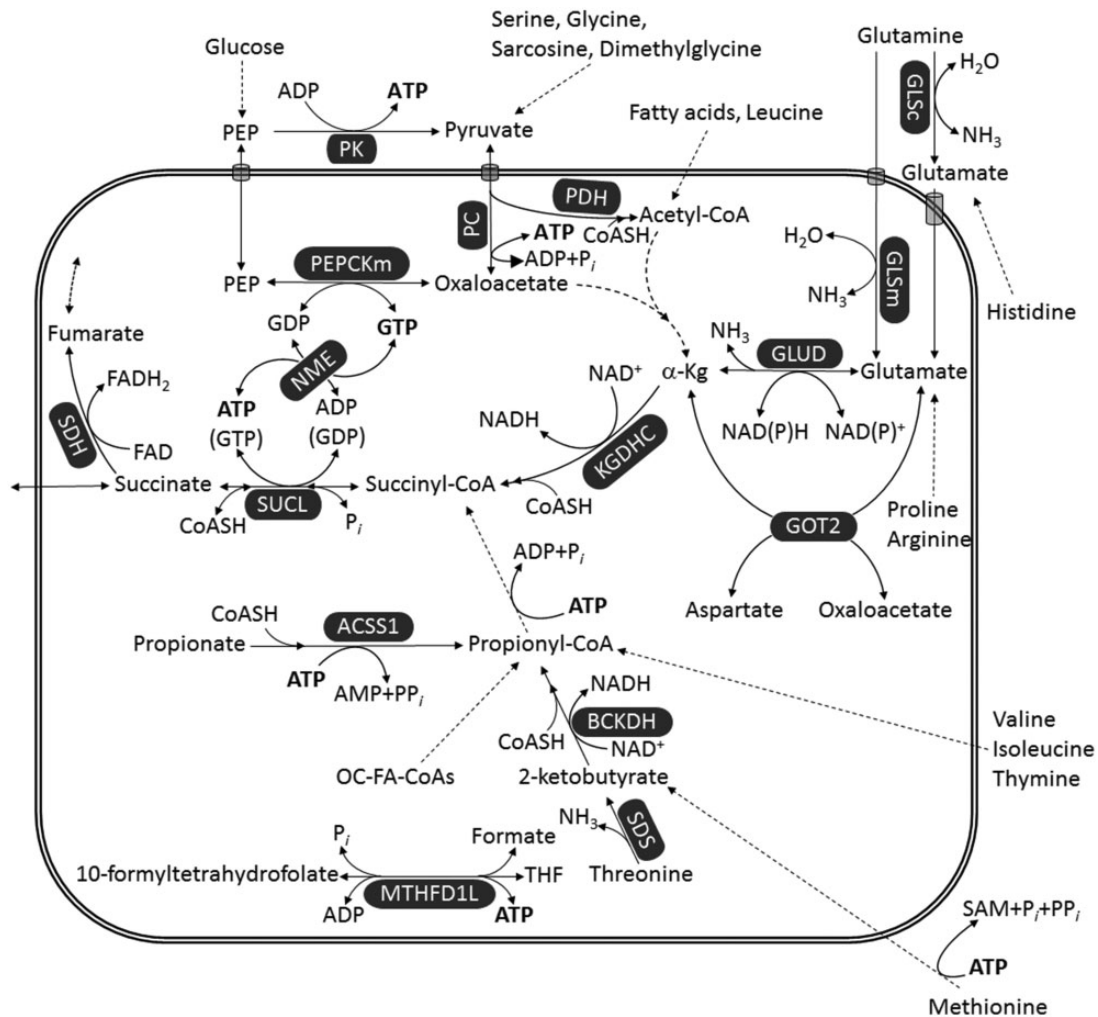 Serine, Glycine,
Sarcosine, Dimethylglycine
Glucose
Glutamine
H₂O
GLSc
NH₃
Glutamate
ADP
ATP
PEP
PK
Pyruvate
Fatty acids, Leucine
PDH
Acetyl-CoA
CoASH
PC
ATP
ADP+Pi
PEP
PEPCKm
Oxaloacetate
GDP
GTP
H₂O
NH₃
GLSm
Histidine
Fumarate
NME
ATP
(GTP)
ADP
(GDP)
FADH₂
SDH
FAD
NAD⁺
NADH
KGDHC
CoASH
α-Kg
NH₃
GLUD
Glutamate
NAD(P)H
NAD(P)⁺
Succinate
SUCL
Succinyl-CoA
CoASH
Pi
GOT2
Proline
Arginine
Aspartate
Oxaloacetate
ADP+Pi
ATP
CoASH
Propionate
ACSS1
Propionyl-CoA
ATP
AMP+PPi
NADH
BCKDH
CoASH
NAD⁺
Valine
Isoleucine
Thymine
OC-FA-CoAs
2-ketobutyrate
NH₃
SDS
Threonine
Pi
Formate
10-formyltetrahydrofolate
MTHFD1L
THF
ADP
ATP
SAM+Pi+PPi
ATP
Methionine